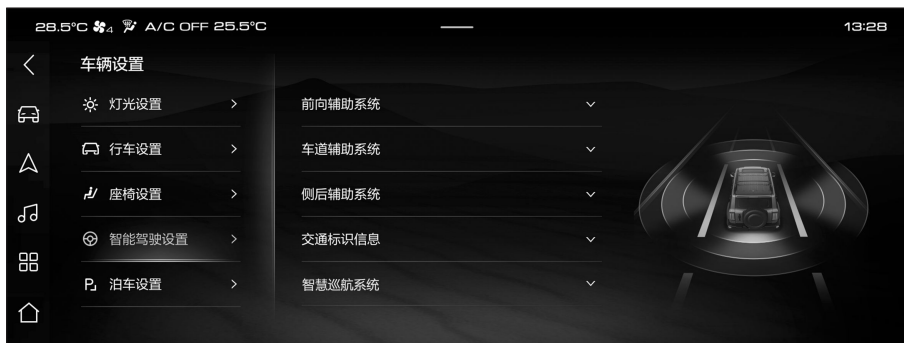 28.5°C 4 A/C OFF 25.5°C 13:28
车辆设置
灯光设置
行车设置
座椅设置
智能驾驶设置
泊车设置
前向辅助系统
车道辅助系统
侧后辅助系统
交通标识信息
智慧巡航系统